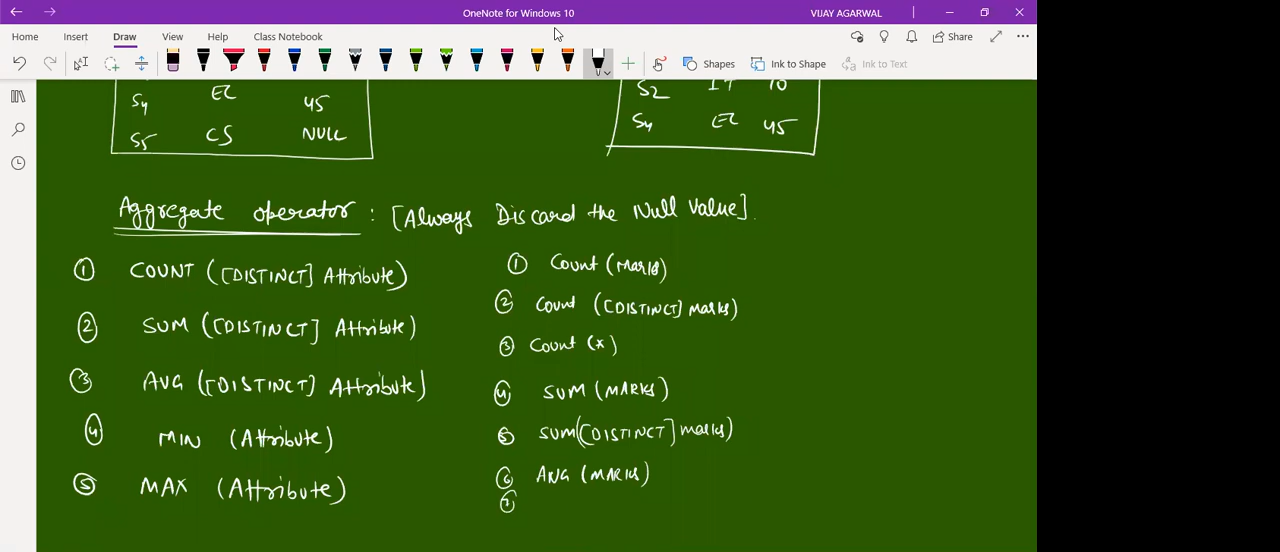 OneNote for Windows 10
VIJAY AGARWAL
Home Insert Draw View Help Class Notebook
Share
Shapes
Ink to Shape
Ink to Text
S4 EC 45
S5 CS NULL
S2 IT 10
S4 EC 45
Aggregate operator : [Always Discard the Null Value].
① COUNT ([DISTINCT] Attribute)
② SUM ([DISTINCT] Attribute)
③ AVG ([DISTINCT] Attribute)
④ MIN (Attribute)
⑤ MAX (Attribute)
① Count (Marks)
② Count ([DISTINCT] marks)
③ Count (*)
④ SUM (MARKS)
⑤ SUM([DISTINCT] marks)
⑥ AVG (MARKS)
⑦